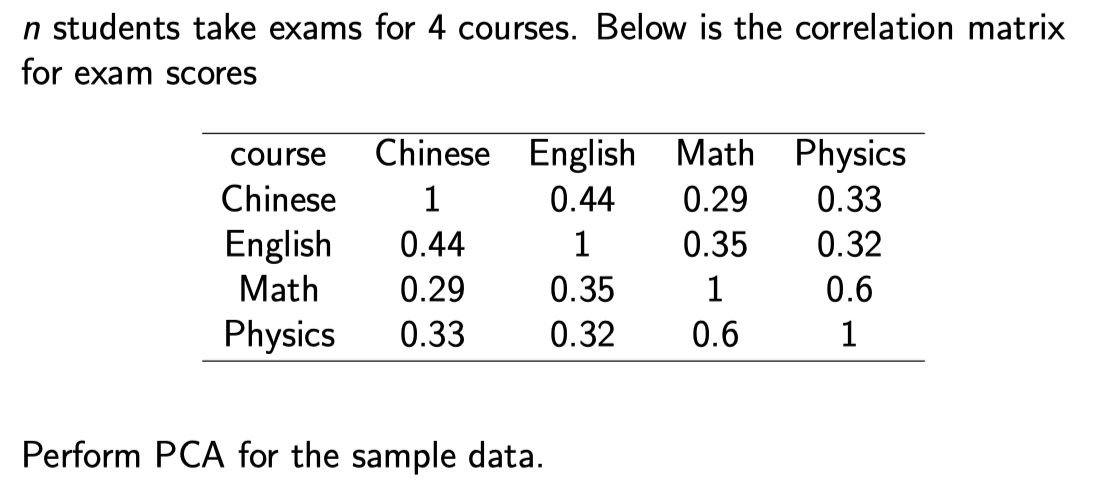 n students take exams for 4 courses. Below is the correlation matrix
for exam scores
course Chinese English Math Physics
Chinese 1 0.44 0.29 0.33
English 0.44 1 0.35 0.32
Math 0.29 0.35 1 0.6
Physics 0.33 0.32 0.6 1
Perform PCA for the sample data.